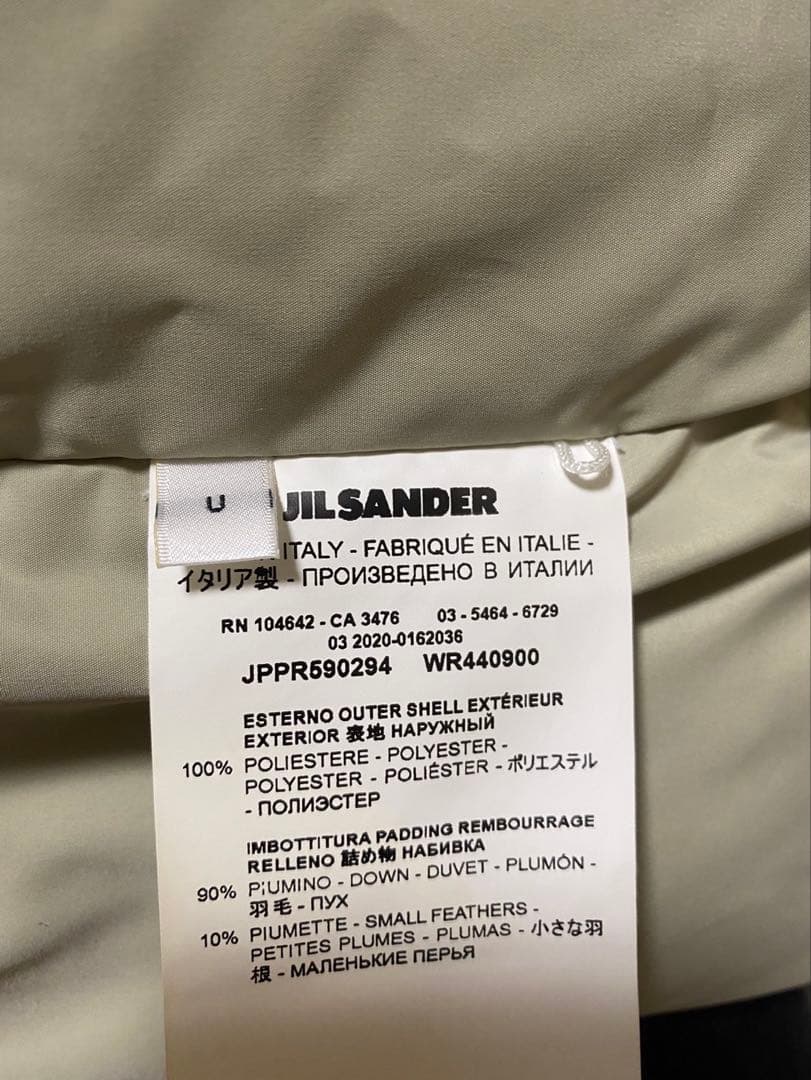 U
JIL SANDER
ITALY - FABRIQUÉ EN ITALIE -
イタリア製 - ПРОИЗВЕДЕНО В ИТАЛИИ
RN 104642 - CA 3476 03 - 5464 - 6729
03 2020-0162036
JPPR590294 WR440900
ESTERNO OUTER SHELL EXTÉRIEUR
EXTERIOR 表地 НАРУЖНЫЙ
100% POLIESTERE - POLYESTER -
POLYESTER - POLIÉSTER - ポリエステル
- ПОЛИЭСТЕР
IMBOTTITURA PADDING REMBOURRAGE
RELLENO 詰め物 НАБИВКА
90% PIUMINO - DOWN - DUVET - PLUMÓN -
羽毛 - ПУХ
10% PIUMETTE - SMALL FEATHERS -
PETITES PLUMES - PLUMAS - 小さな羽
根 - МАЛЕНЬКИЕ ПЕРЬЯ